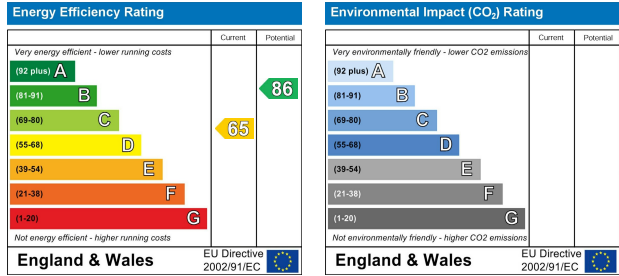 Energy Efficiency Rating
Current Potential
Very energy efficient - lower running costs
(92 plus) A
(81-91) B
(69-80) C
(55-68) D
(39-54) E
(21-38) F
(1-20) G
65
86
Not energy efficient - higher running costs
England & Wales
EU Directive
2002/91/EC
Environmental Impact (CO₂) Rating
Current Potential
Very environmentally friendly - lower CO2 emissions
(92 plus) A
(81-91) B
(69-80) C
(55-68) D
(39-54) E
(21-38) F
(1-20) G
Not environmentally friendly - higher CO2 emissions
England & Wales
EU Directive
2002/91/EC